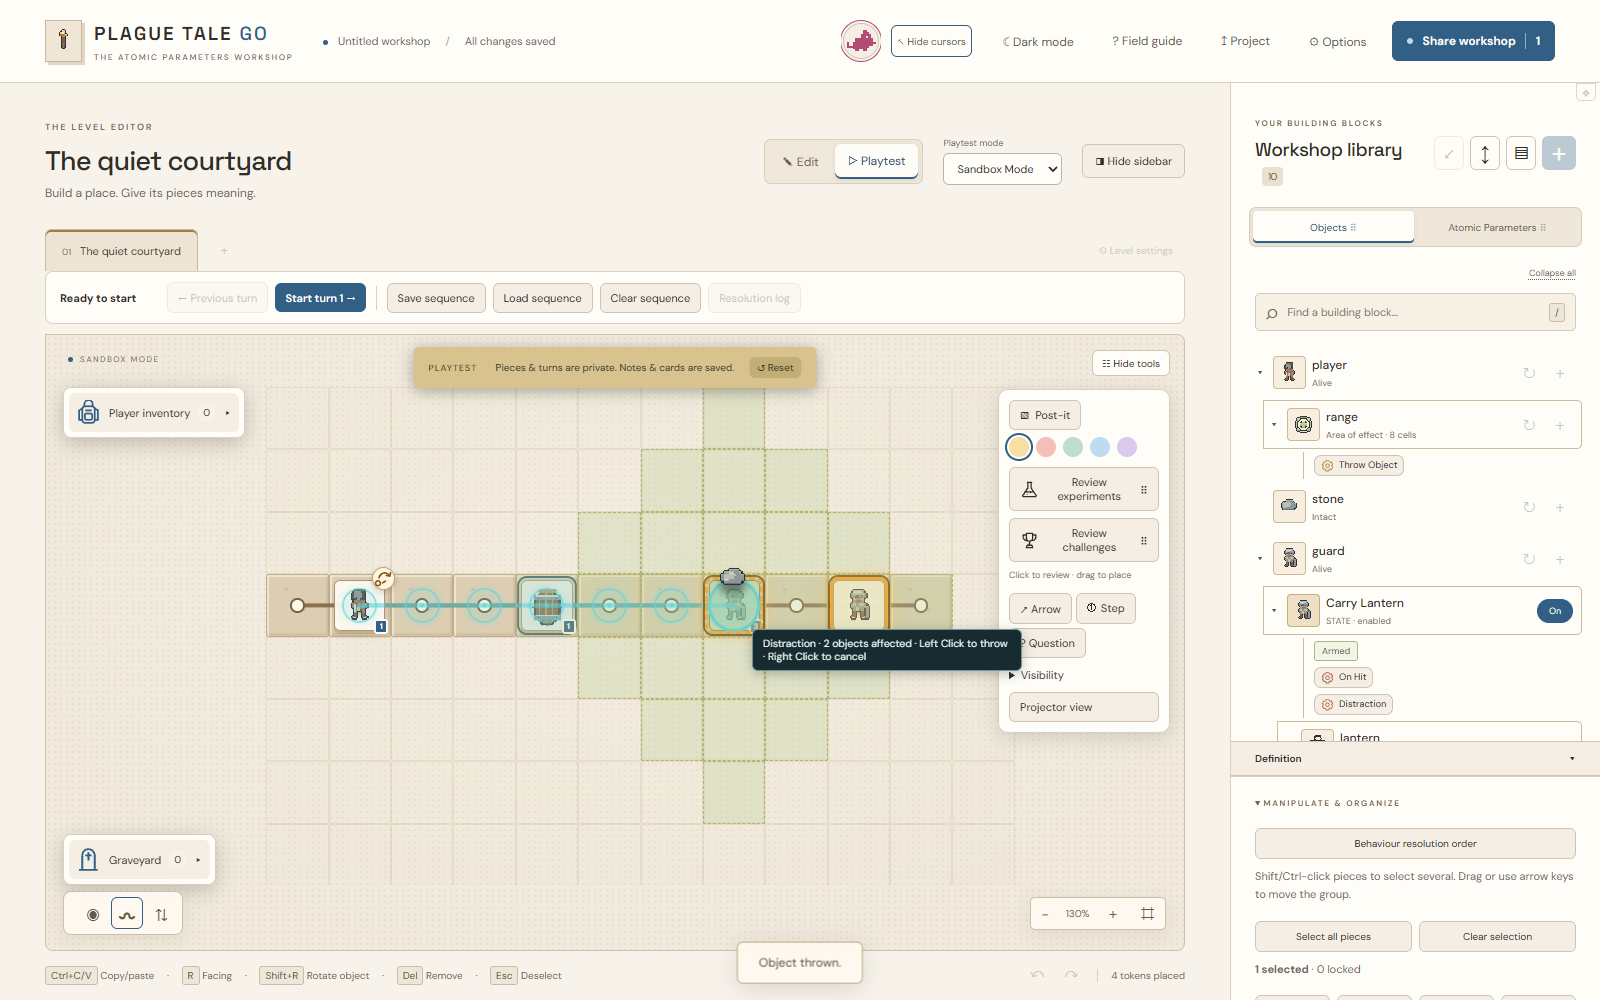 PLAGUE TALE GO
THE ATOMIC PARAMETERS WORKSHOP
Untitled workshop / All changes saved
Hide cursors
Dark mode
? Field guide
Project
Options
Share workshop 1
THE LEVEL EDITOR
The quiet courtyard
Build a place. Give its pieces meaning.
Edit
Playtest
Playtest mode
Sandbox Mode
Hide sidebar
01 The quiet courtyard
+
Level settings
Ready to start
← Previous turn
Start turn 1 →
Save sequence
Load sequence
Clear sequence
Resolution log
SANDBOX MODE
PLAYTEST Pieces & turns are private. Notes & cards are saved.
↺ Reset
Hide tools
Player inventory 0
Post-it
Review experiments
Review challenges
Click to review · drag to place
↗ Arrow
Step
? Question
Visibility
Projector view
1
1
Distraction · 2 objects affected · Left Click to throw
· Right Click to cancel
Graveyard 0
− 130% +
Object thrown.
Ctrl+C/V Copy/paste · R Facing · Shift+R Rotate object · Del Remove · Esc Deselect
4 tokens placed
YOUR BUILDING BLOCKS
Workshop library
10
Objects
Atomic Parameters
Collapse all
Find a building block...
/
player
Alive
range
Area of effect · 8 cells
Throw Object
stone
Intact
guard
Alive
Carry Lantern
STATE · enabled
On
Armed
On Hit
Distraction
lantern
Definition
MANIPULATE & ORGANIZE
Behaviour resolution order
Shift/Ctrl-click pieces to select several. Drag or use arrow keys
to move the group.
Select all pieces
Clear selection
1 selected · 0 locked